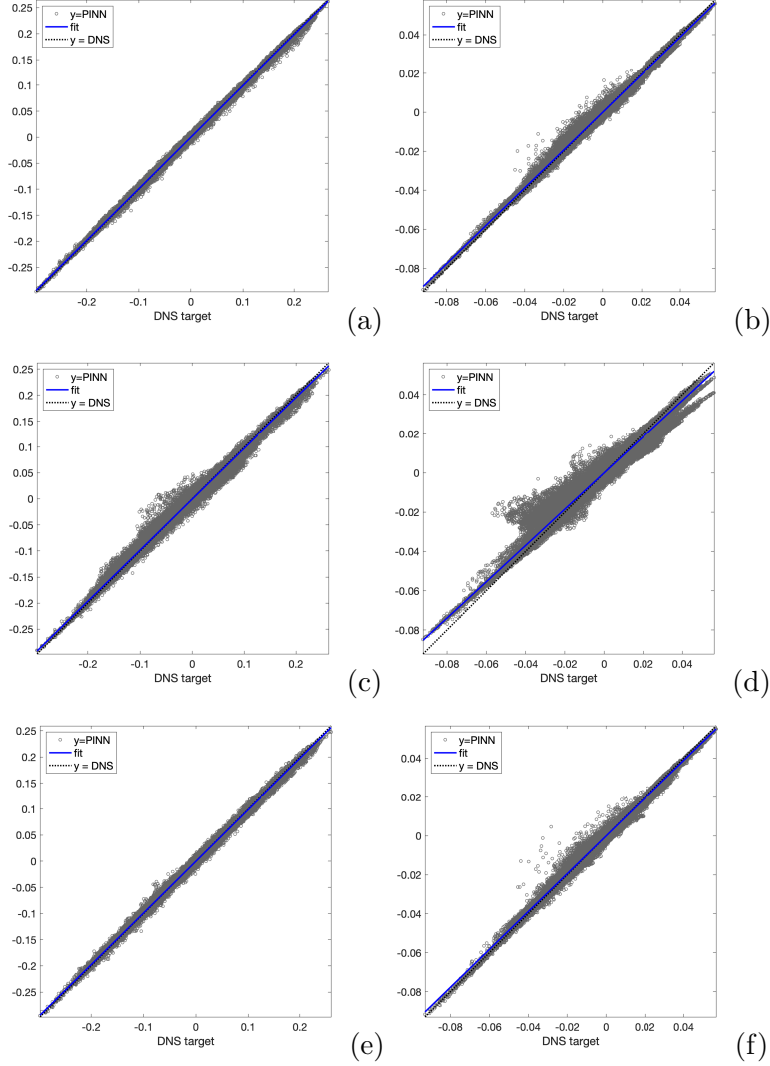 0.25
0.2
0.15
0.1
0.05
0
-0.05
-0.1
-0.15
-0.2
-0.25
y=PINN
fit
y = DNS
-0.2 -0.1 0 0.1 0.2
DNS target
(a)
0.04
0.02
0
-0.02
-0.04
-0.06
-0.08
y=PINN
fit
y = DNS
-0.08 -0.06 -0.04 -0.02 0 0.02 0.04
DNS target
(b)
0.25
0.2
0.15
0.1
0.05
0
-0.05
-0.1
-0.15
-0.2
-0.25
y=PINN
fit
y = DNS
-0.2 -0.1 0 0.1 0.2
DNS target
(c)
0.04
0.02
0
-0.02
-0.04
-0.06
-0.08
y=PINN
fit
y = DNS
-0.08 -0.06 -0.04 -0.02 0 0.02 0.04
DNS target
(d)
0.25
0.2
0.15
0.1
0.05
0
-0.05
-0.1
-0.15
-0.2
-0.25
y=PINN
fit
y = DNS
-0.2 -0.1 0 0.1 0.2
DNS target
(e)
0.04
0.02
0
-0.02
-0.04
-0.06
-0.08
y=PINN
fit
y = DNS
-0.08 -0.06 -0.04 -0.02 0 0.02 0.04
DNS target
(f)